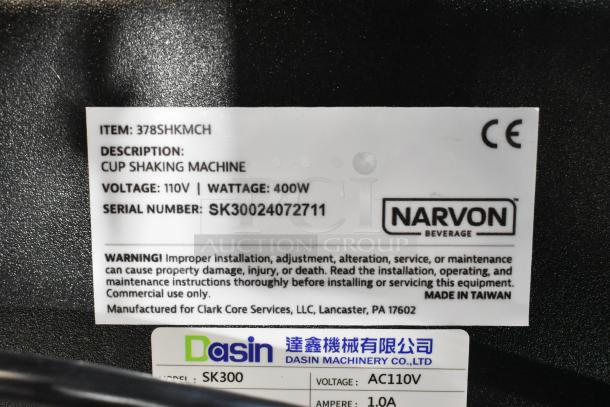 ITEM: 378SHKMCH
CE
DESCRIPTION:
CUP SHAKING MACHINE
VOLTAGE: 110V | WATTAGE: 400W
SERIAL NUMBER: SK30024072711
NARVON
BEVERAGE
TCI
AUCTION GROUP
WARNING! Improper installation, adjustment, alteration, service, or maintenance
can cause property damage, injury, or death. Read the installation, operating, and
maintenance instructions thoroughly before installing or servicing this equipment.
Commercial use only.
MADE IN TAIWAN
Manufactured for Clark Core Services, LLC, Lancaster, PA 17602
Dasin 達鑫機械有限公司
DASIN MACHINERY CO.,LTD
MODEL: SK300
VOLTAGE: AC110V
AMPERE: 1.0A